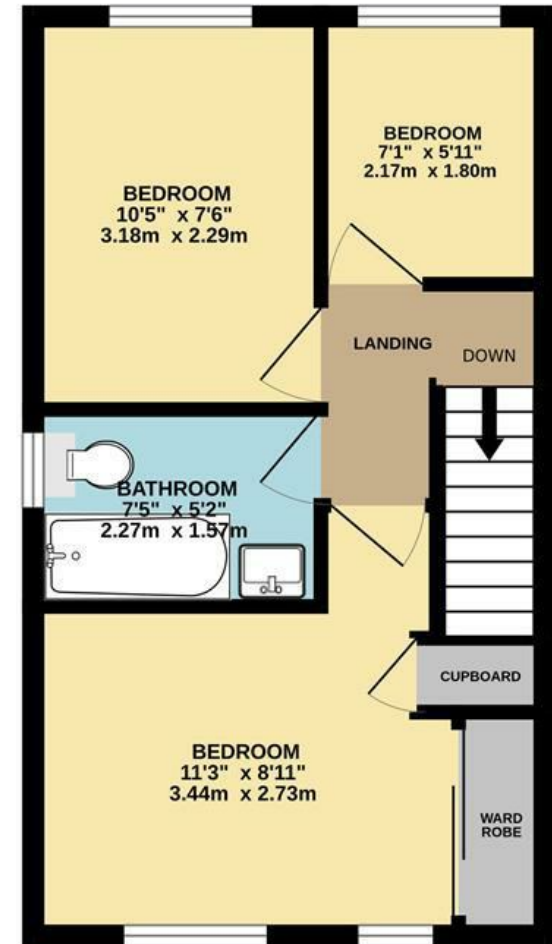 BEDROOM
10'5" x 7'6"
3.18m x 2.29m
BEDROOM
7'1" x 5'11"
2.17m x 1.80m
LANDING
DOWN
BATHROOM
7'5" x 5'2"
2.27m x 1.57m
CUPBOARD
BEDROOM
11'3" x 8'11"
3.44m x 2.73m
WARD
ROBE